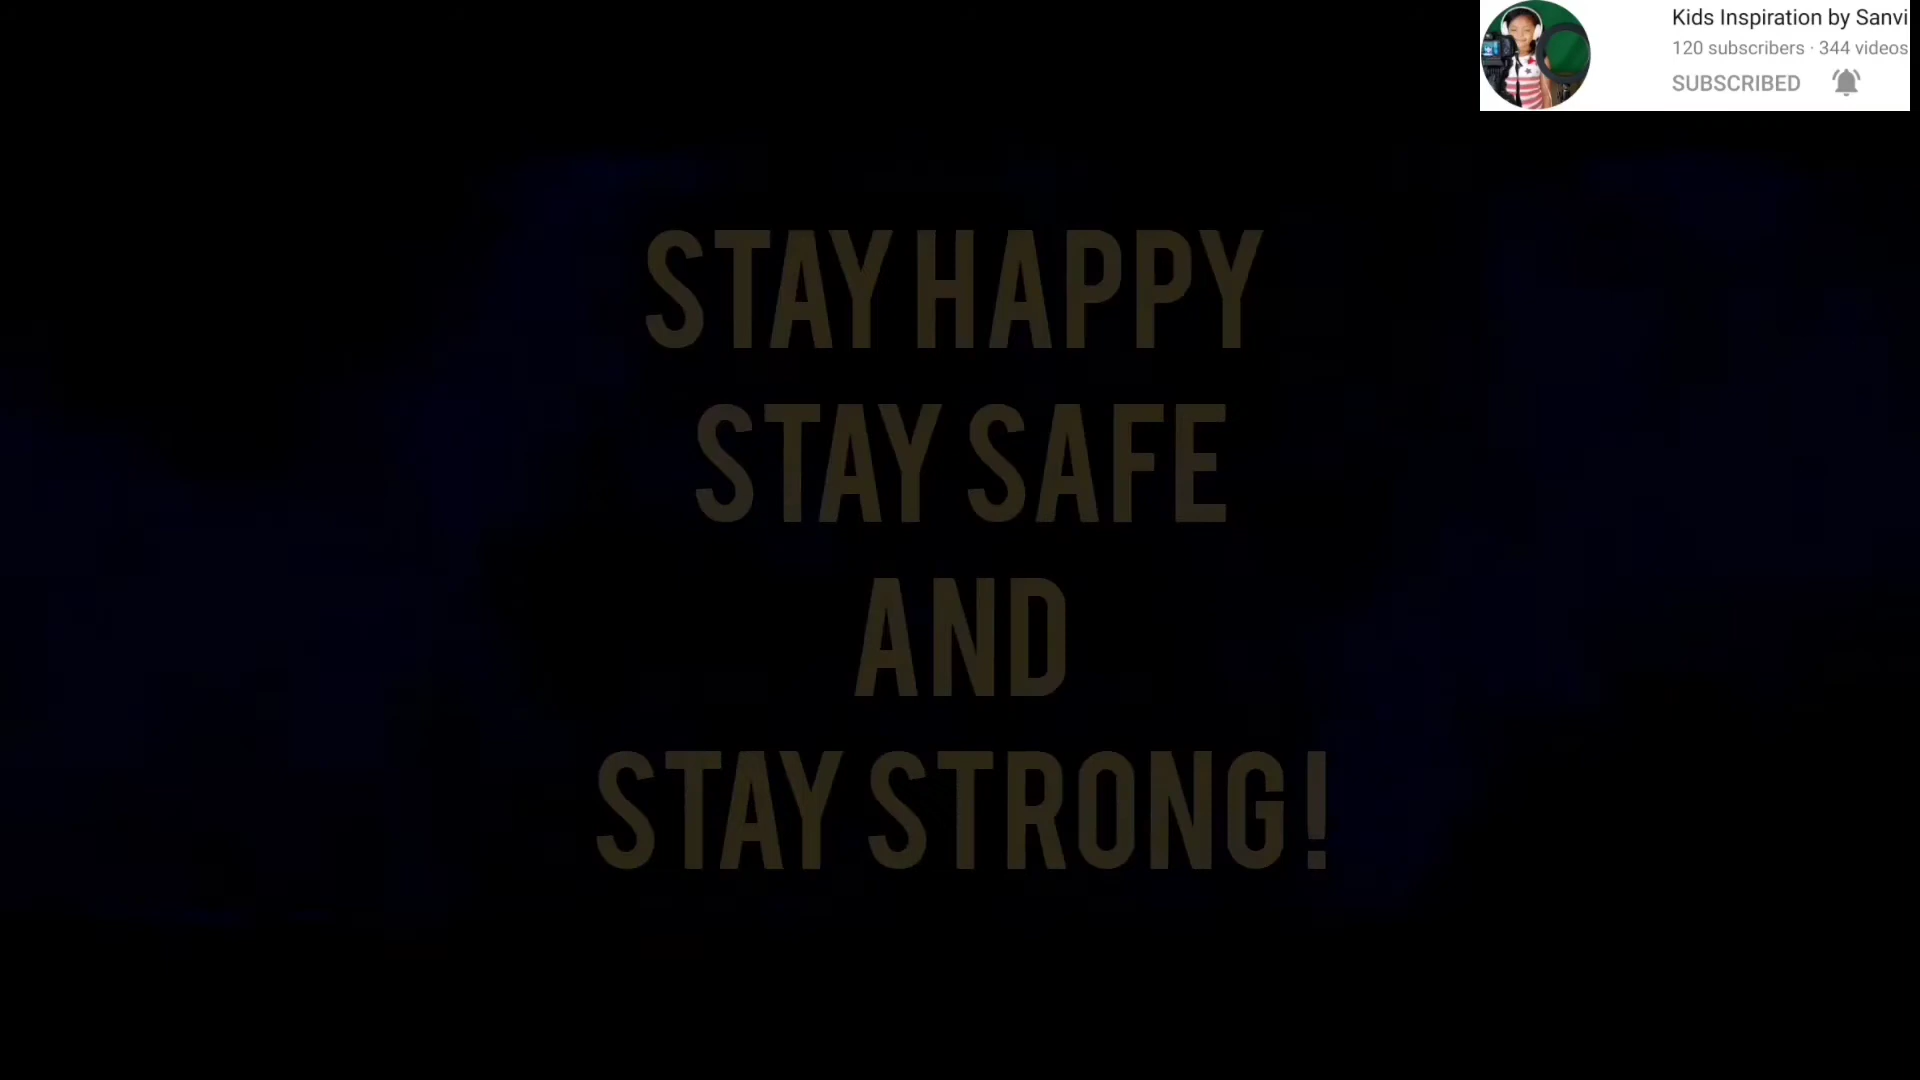 Kids Inspiration by Sanvi
120 subscribers · 344 videos
SUBSCRIBED
STAY HAPPY
STAY SAFE
AND
STAY STRONG!